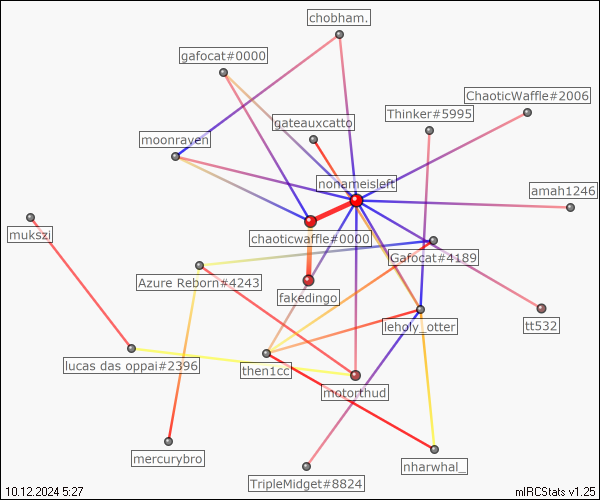 chobham.
gafocat#0000
ChaoticWaffle#2006
Thinker#5995
gateauxcatto
moonraven
nonameisleft
amah1246
mukszi
chaoticwaffle#0000
Gafocat#4189
Azure Reborn#4243
fakedingo
leholy_otter
tt532
lucas das oppai#2396
then1cc
motorthud
mercurybro
nharwhal_
TripleMidget#8824
10.12.2024 5:27
mIRCStats v1.25